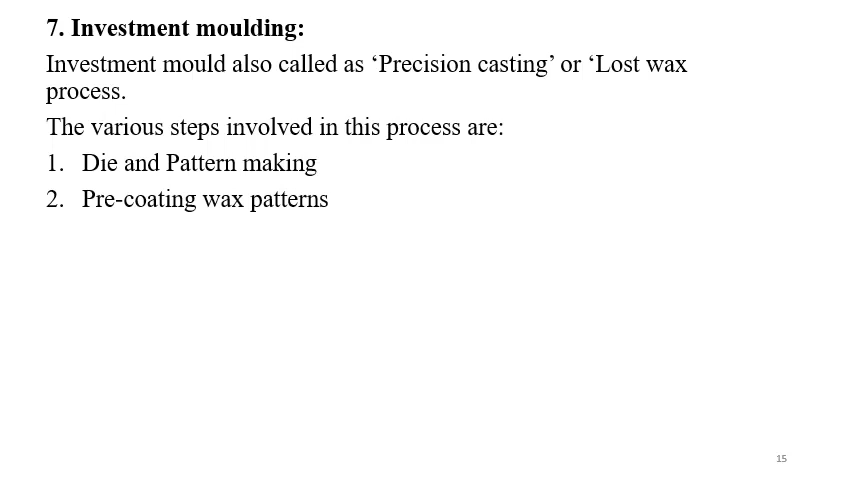 7. Investment moulding:
Investment mould also called as ‘Precision casting’ or ‘Lost wax
process.
The various steps involved in this process are:
1. Die and Pattern making
2. Pre-coating wax patterns
15